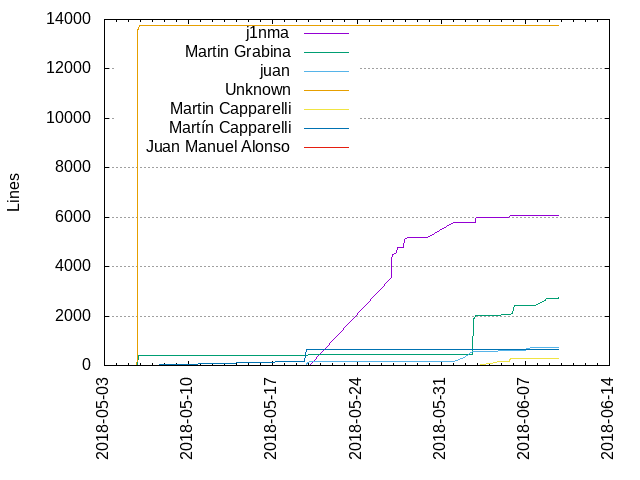 14000
12000
10000
8000
6000
4000
2000
0
Lines
j1nma
Martin Grabina
juan
Unknown
Martin Capparelli
Martín Capparelli
Juan Manuel Alonso
2018-05-03
2018-05-10
2018-05-17
2018-05-24
2018-05-31
2018-06-07
2018-06-14